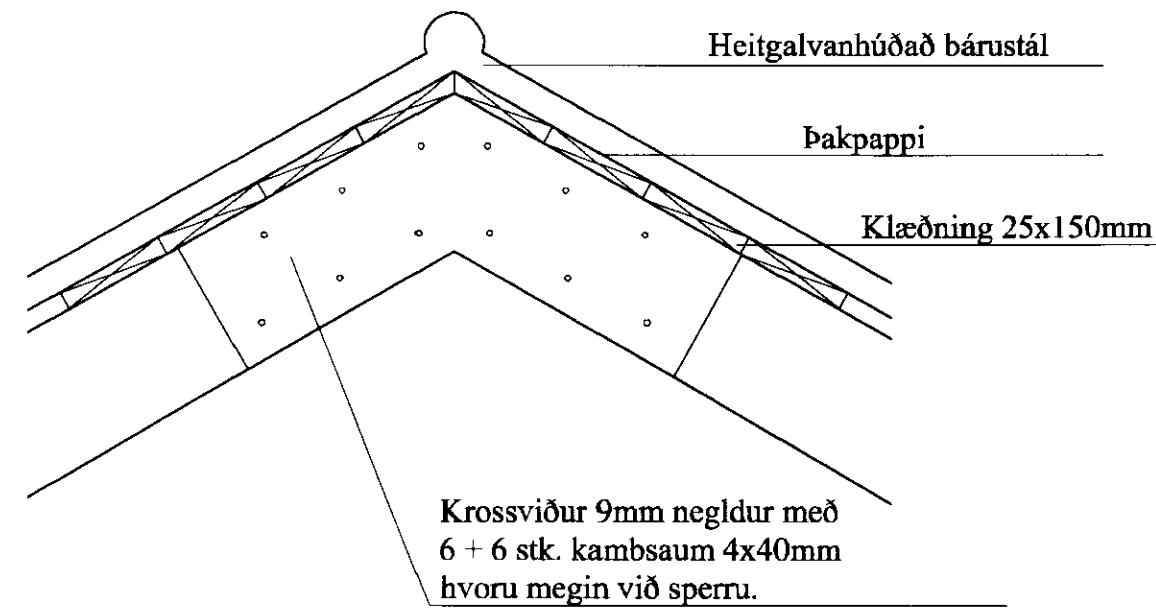 Heitgalvanhúðað bárustál
Þakpappi
Klæðning 25x150mm
Krossviður 9mm negldur með
6 + 6 stk. kambsaum 4x40mm
hvoru megin við sperru.